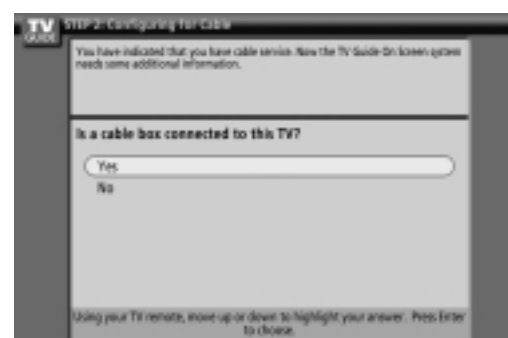 TV
GUIDE
STEP 2: Configuring for Cable
You have indicated that you have cable service. Now the TV Guide On Screen system
needs some additional information.
Is a cable box connected to this TV?
Yes
No
Using your TV remote, move up or down to highlight your answer. Press Enter
to choose.